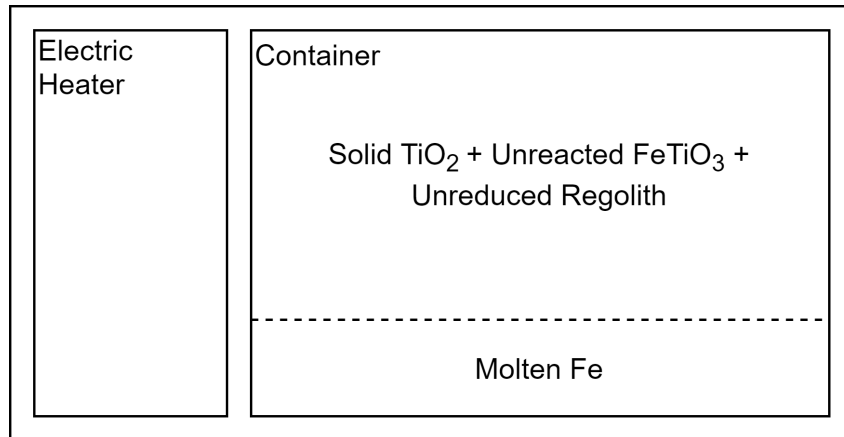 Electric
Heater
Container
Solid TiO₂ + Unreacted FeTiO₃ +
Unreduced Regolith
Molten Fe